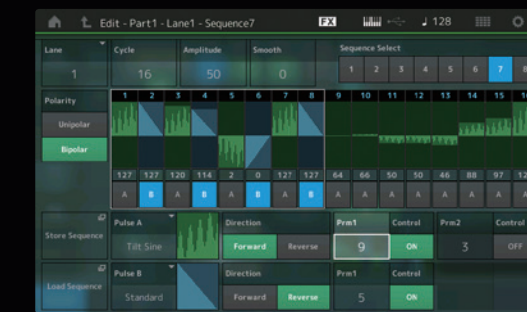 Edit - Part1 - Lane1 - Sequence7 FX 128
Lane Cycle Amplitude Smooth Sequence Select
1 16 50 0 1 2 3 4 5 6 7 8
Polarity 1 2 3 4 5 6 7 8 9 10 11 12 13 14 15
Unipolar
Bipolar
127 127 120 114 2 0 127 127 64 66 50 50 46 88 97
A B A B A B A B A A A A A A A
Pulse A Direction Prm1 Control Prm2 Control
Store Sequence Tilt Sine Forward Reverse 9 ON 3 OFF
Pulse B Direction Prm1 Control
Load Sequence Standard Forward Reverse 5 ON